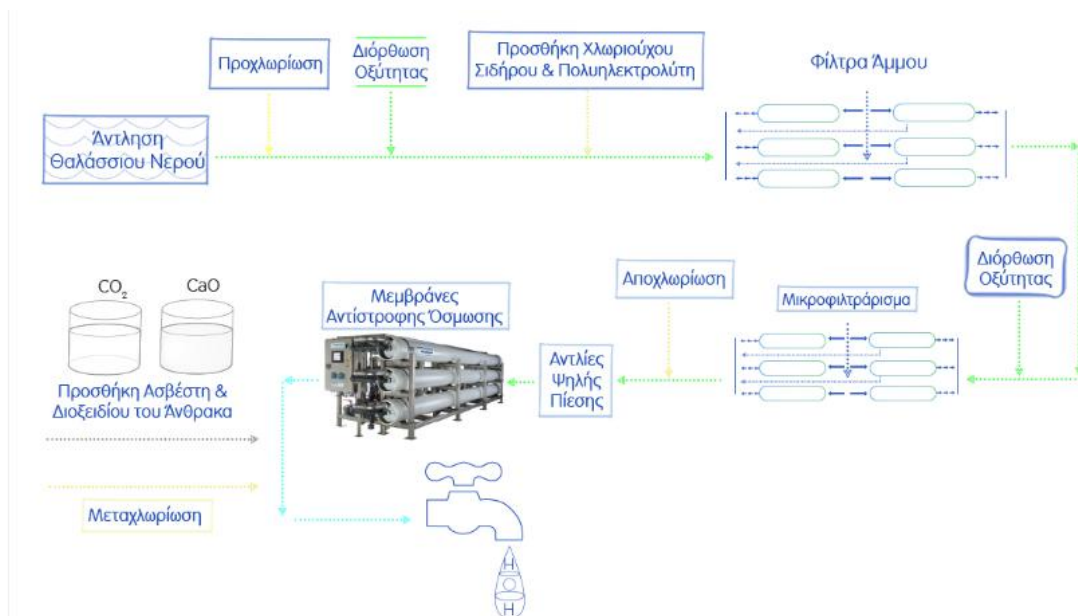 Προχλωρίωση
Διόρθωση
Οξύτητας
Προσθήκη Χλωριούχου
Σιδήρου & Πολυηλεκτρολύτη
Φίλτρα Άμμου
Άντληση
Θαλάσσιου Νερού
Διόρθωση
Οξύτητας
Μικροφιλτράρισμα
Αποχλωρίωση
Αντλίες
Ψηλής
Πίεσης
Μεμβράνες
Αντίστροφης Όσμωσης
CO2
CaO
Προσθήκη Ασβέστη &
Διοξειδίου του Άνθρακα
Μεταχλωρίωση
H
O
H